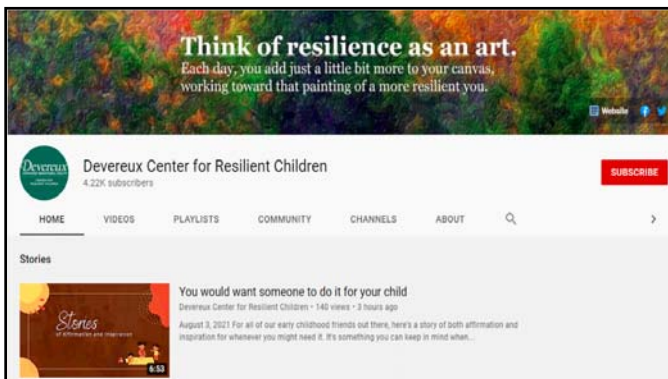 Think of resilience as an art.
Each day, you add just a little bit more to your canvas,
working toward that painting of a more resilient you.
Website
Devereux
Devereux Center for Resilient Children
4.22K subscribers
SUBSCRIBE
HOME VIDEOS PLAYLISTS COMMUNITY CHANNELS ABOUT
Stories
You would want someone to do it for your child
Devereux Center for Resilient Children • 140 views • 3 hours ago
August 3, 2021 For all of our early childhood friends out there, here's a story of both affirmation and
inspiration for whenever you might need it. It's something you can keep in mind when...
Stories
of Affirmation and Inspiration
6:53